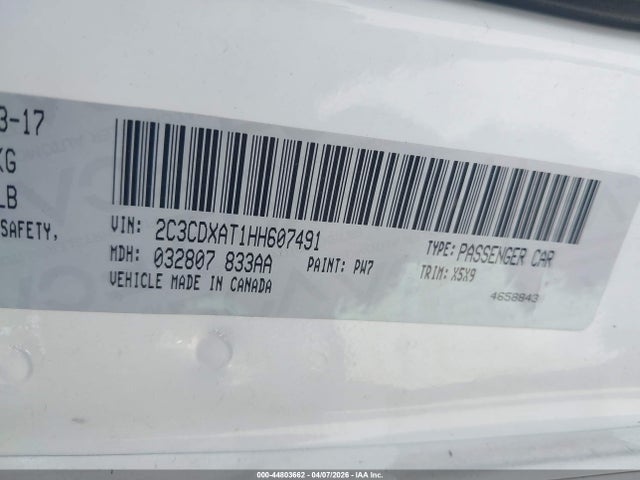 3-17
KG
LB
SAFETY,
VIN: 2C3CDXAT1HH607491
TYPE: PASSENGER CAR
MDH: 032807 833AA
PAINT: PW7
TRIM: X5X9
VEHICLE MADE IN CANADA
4658843
000-44803662 - 04/07/2026 - IAA Inc.